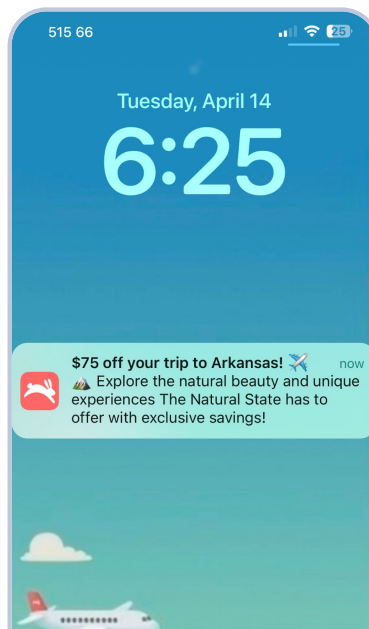 515 66
25
Tuesday, April 14
6:25
$75 off your trip to Arkansas! ✈️ now
🏔️ Explore the natural beauty and unique
experiences The Natural State has to
offer with exclusive savings!